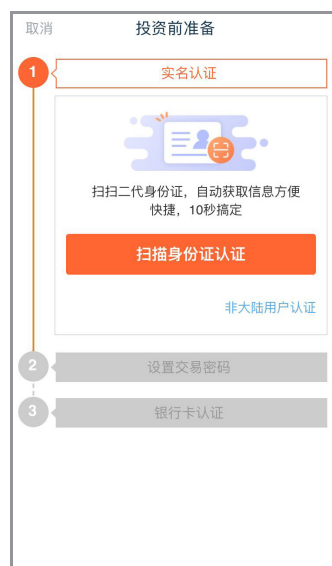 取消 投资前准备
1 实名认证
扫扫二代身份证，自动获取信息方便
快捷，10秒搞定
扫描身份证认证
非大陆用户认证
2 设置交易密码
3 银行卡认证